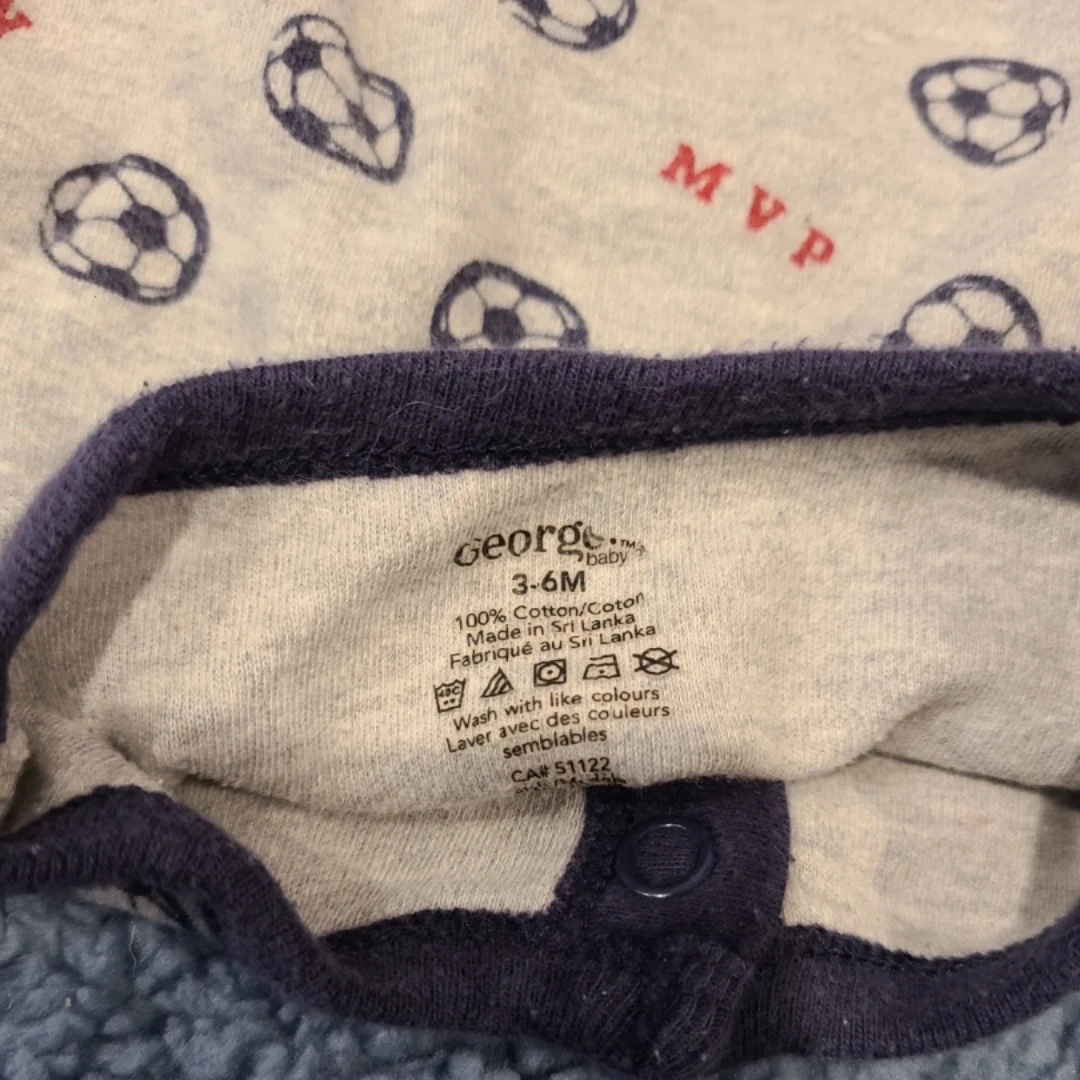 MVP
George.™
baby
3-6M
100% Cotton/Coton
Made in Sri Lanka
Fabriqué au Sri Lanka
Wash with like colours
Laver avec des couleurs
semblables
CA# 51122